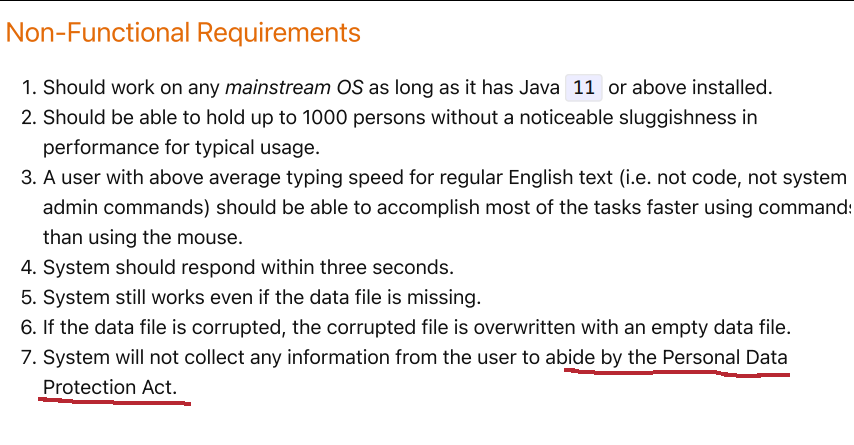 Non-Functional Requirements
1. Should work on any mainstream OS as long as it has Java 11 or above installed.
2. Should be able to hold up to 1000 persons without a noticeable sluggishness in
performance for typical usage.
3. A user with above average typing speed for regular English text (i.e. not code, not system
admin commands) should be able to accomplish most of the tasks faster using commands
than using the mouse.
4. System should respond within three seconds.
5. System still works even if the data file is missing.
6. If the data file is corrupted, the corrupted file is overwritten with an empty data file.
7. System will not collect any information from the user to abide by the Personal Data
Protection Act.